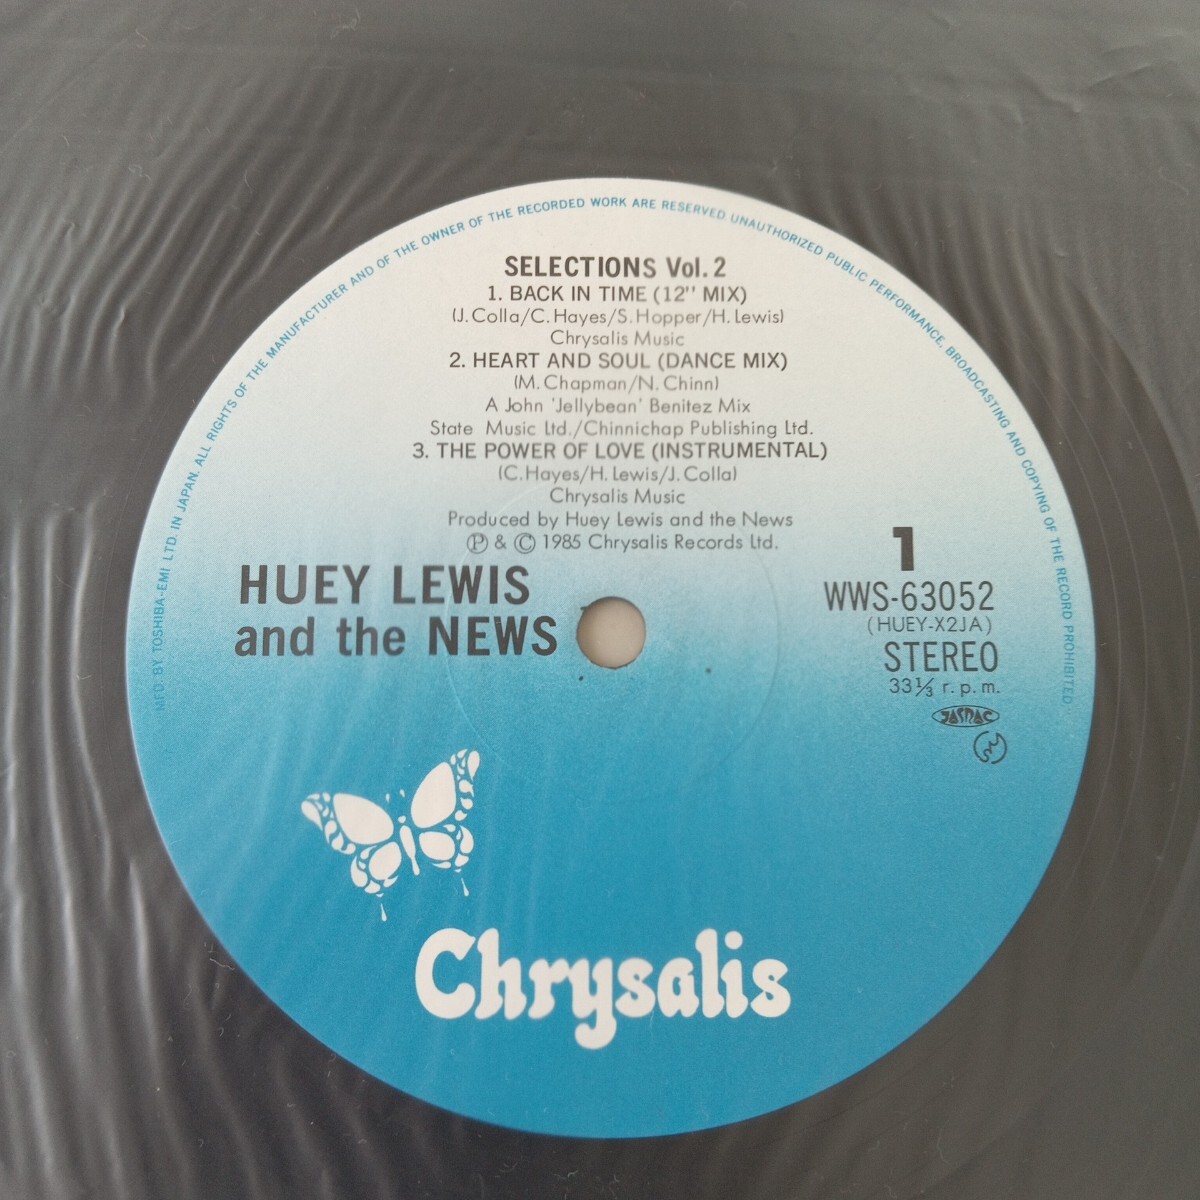 MFD. BY TOSHIBA-EMI LTD. IN JAPAN. ALL RIGHTS OF THE MANUFACTURER AND OF THE OWNER OF THE RECORDED WORK ARE RESERVED. UNAUTHORIZED PUBLIC PERFORMANCE, BROADCASTING AND COPYING OF THE RECORD PROHIBITED
SELECTIONS Vol. 2
1. BACK IN TIME (12" MIX)
(J. Colla/C. Hayes/S. Hopper/H. Lewis)
Chrysalis Music
2. HEART AND SOUL (DANCE MIX)
(M. Chapman/N. Chinn)
A John 'Jellybean' Benitez Mix
State Music Ltd./Chinnichap Publishing Ltd.
3. THE POWER OF LOVE (INSTRUMENTAL)
(C. Hayes/H. Lewis/J. Colla)
Chrysalis Music
Produced by Huey Lewis and the News
Ⓟ & © 1985 Chrysalis Records Ltd.
HUEY LEWIS
and the NEWS
1
WWS-63052
(HUEY-X2JA)
STEREO
33⅓ r.p.m.
JASRAC
Chrysalis